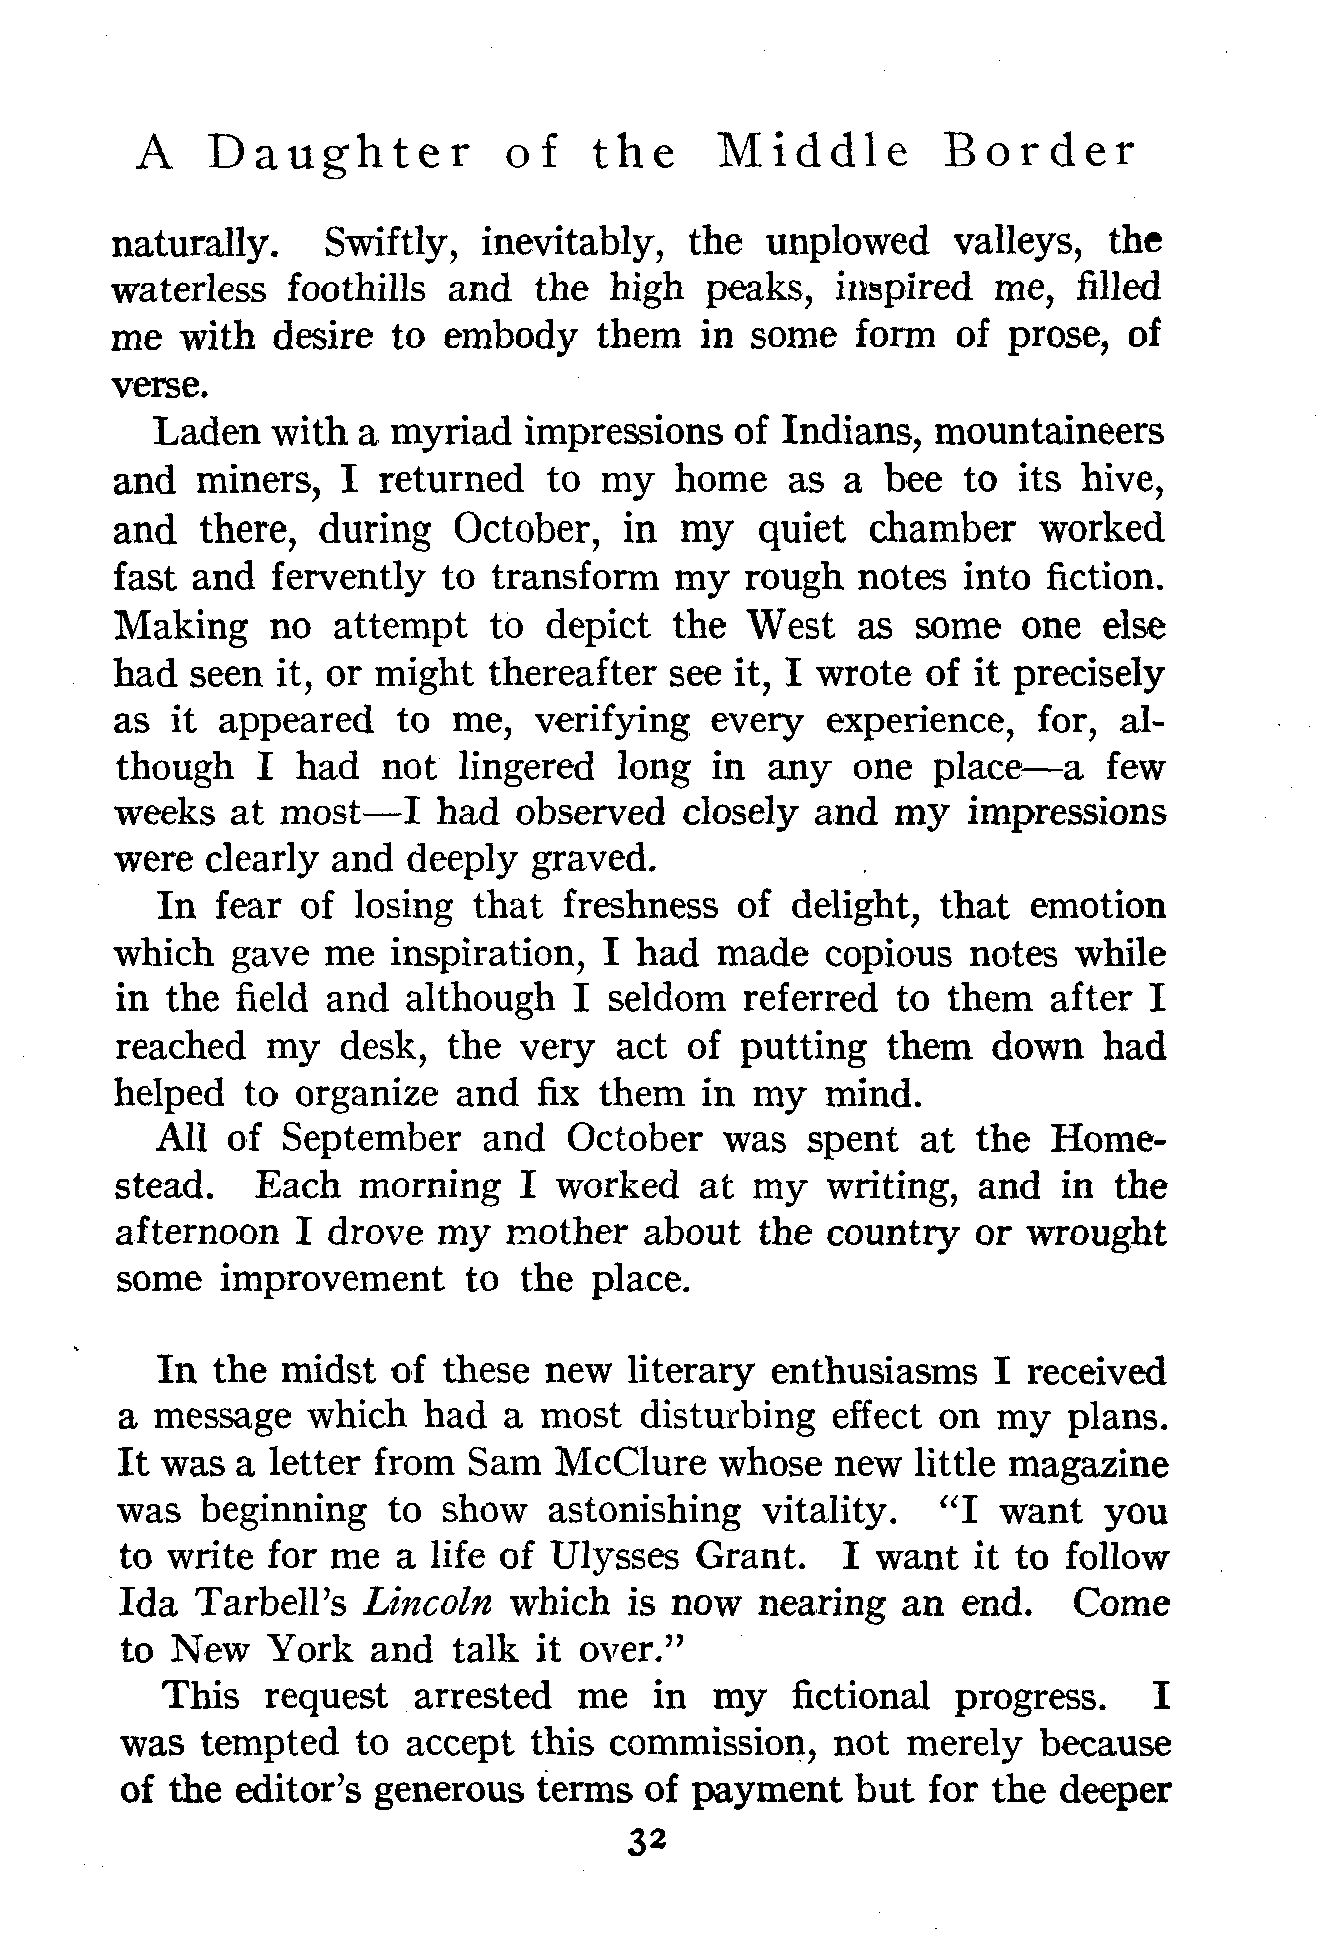 A Daughter of the Middle Border
naturally. Swiftly, inevitably, the unplowed valleys, the
waterless foothills and the high peaks, inspired me, filled
me with desire to embody them in some form of prose, of
verse.
Laden with a myriad impressions of Indians, mountaineers
and miners, I returned to my home as a bee to its hive,
and there, during October, in my quiet chamber worked
fast and fervently to transform my rough notes into fiction.
Making no attempt to depict the West as some one else
had seen it, or might thereafter see it, I wrote of it precisely
as it appeared to me, verifying every experience, for, al-
though I had not lingered long in any one place—a few
weeks at most—I had observed closely and my impressions
were clearly and deeply graved.
In fear of losing that freshness of delight, that emotion
which gave me inspiration, I had made copious notes while
in the field and although I seldom referred to them after I
reached my desk, the very act of putting them down had
helped to organize and fix them in my mind.
All of September and October was spent at the Home-
stead. Each morning I worked at my writing, and in the
afternoon I drove my mother about the country or wrought
some improvement to the place.
In the midst of these new literary enthusiasms I received
a message which had a most disturbing effect on my plans.
It was a letter from Sam McClure whose new little magazine
was beginning to show astonishing vitality. “I want you
to write for me a life of Ulysses Grant. I want it to follow
Ida Tarbell’s Lincoln which is now nearing an end. Come
to New York and talk it over.”
This request arrested me in my fictional progress. I
was tempted to accept this commission, not merely because
of the editor’s generous terms of payment but for the deeper
32